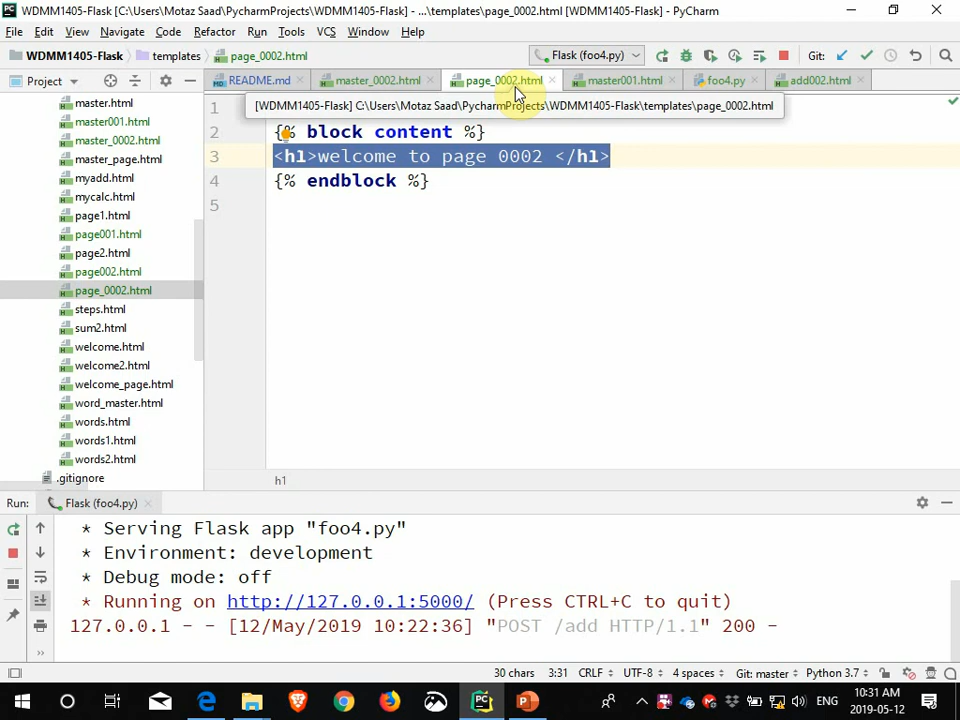 WDMM1405-Flask [C:\Users\Motaz Saad\PycharmProjects\WDMM1405-Flask] - ...\templates\page_0002.html [WDMM1405-Flask] - PyCharm
File Edit View Navigate Code Refactor Run Tools VCS Window Help
WDMM1405-Flask templates page_0002.html Flask (foo4.py) Git:
Project README.md master_0002.html page_0002.html master001.html foo4.py add002.html
[WDMM1405-Flask] C:\Users\Motaz Saad\PycharmProjects\WDMM1405-Flask\templates\page_0002.html
master.html
master001.html
master_0002.html
master_page.html
myadd.html
mycalc.html
page1.html
page001.html
page2.html
page002.html
page_0002.html
steps.html
sum2.html
welcome.html
welcome2.html
welcome_page.html
word_master.html
words.html
words1.html
words2.html
.gitignore
1
2 {% block content %}
3 <h1>welcome to page 0002 </h1>
4 {% endblock %}
5
h1
Run: Flask (foo4.py)
* Serving Flask app "foo4.py"
* Environment: development
* Debug mode: off
* Running on http://127.0.0.1:5000/ (Press CTRL+C to quit)
127.0.0.1 - - [12/May/2019 10:22:36] "POST /add HTTP/1.1" 200 -
30 chars 3:31 CRLF UTF-8 4 spaces Git: master Python 3.7
ENG 10:31 AM
2019-05-12